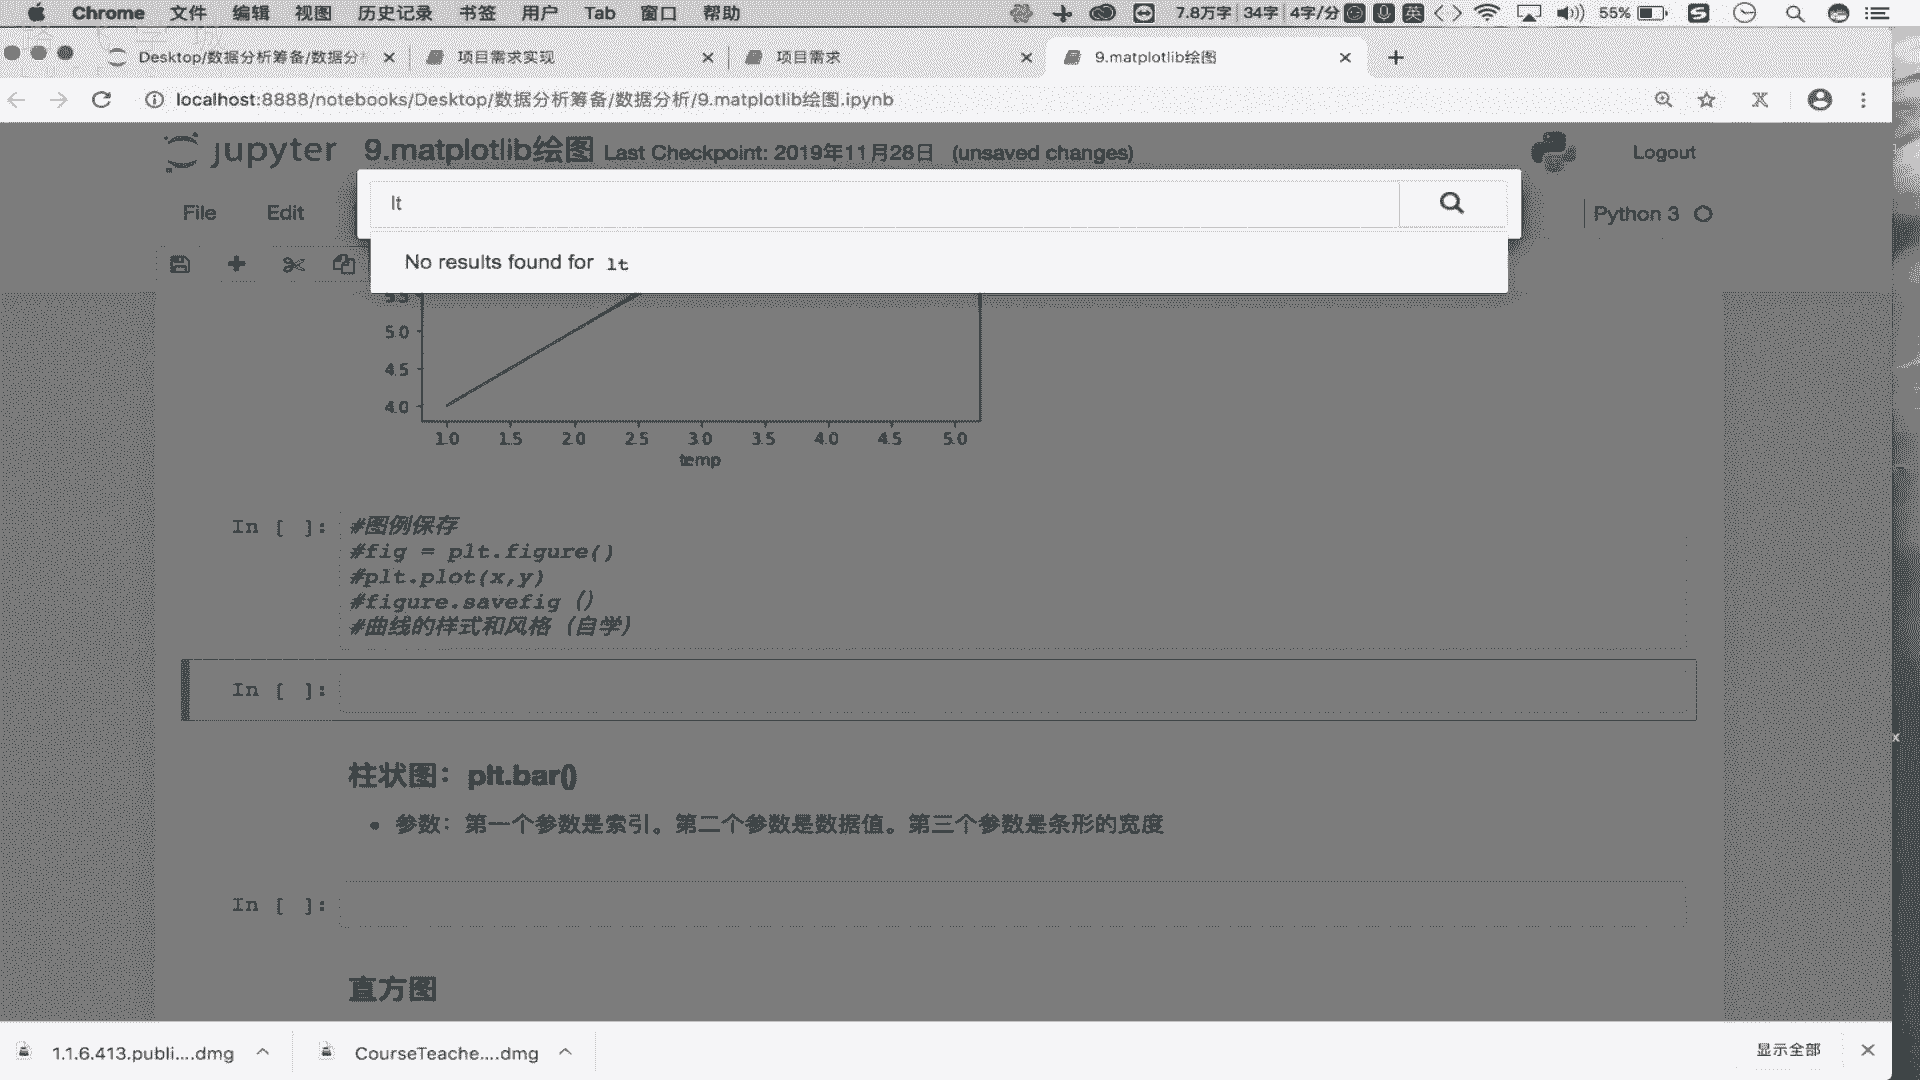 Chrome 文件 编辑 视图 历史记录 书签 用户 Tab 窗口 帮助 7.8万字 34字 4字/分 英 55%
Desktop/数据分析筹备/数据分 项目需求实现 项目需求 9.matplotlib绘图
localhost:8888/notebooks/Desktop/数据分析筹备/数据分析/9.matplotlib绘图.ipynb
jupyter 9.matplotlib绘图 Last Checkpoint: 2019年11月28日 (unsaved changes) Logout
lt
File Edit Python 3
No results found for lt
5.5
5.0
4.5
4.0
1.0 1.5 2.0 2.5 3.0 3.5 4.0 4.5 5.0
temp
In [ ]: #图例保存
#fig = plt.figure()
#plt.plot(x,y)
#figure.savefig（）
#曲线的样式和风格（自学）
In [ ]:
柱状图：plt.bar()
• 参数：第一个参数是索引。第二个参数是数据值。第三个参数是条形的宽度
In [ ]:
直方图
1.1.6.413.publi....dmg CourseTeache....dmg 显示全部